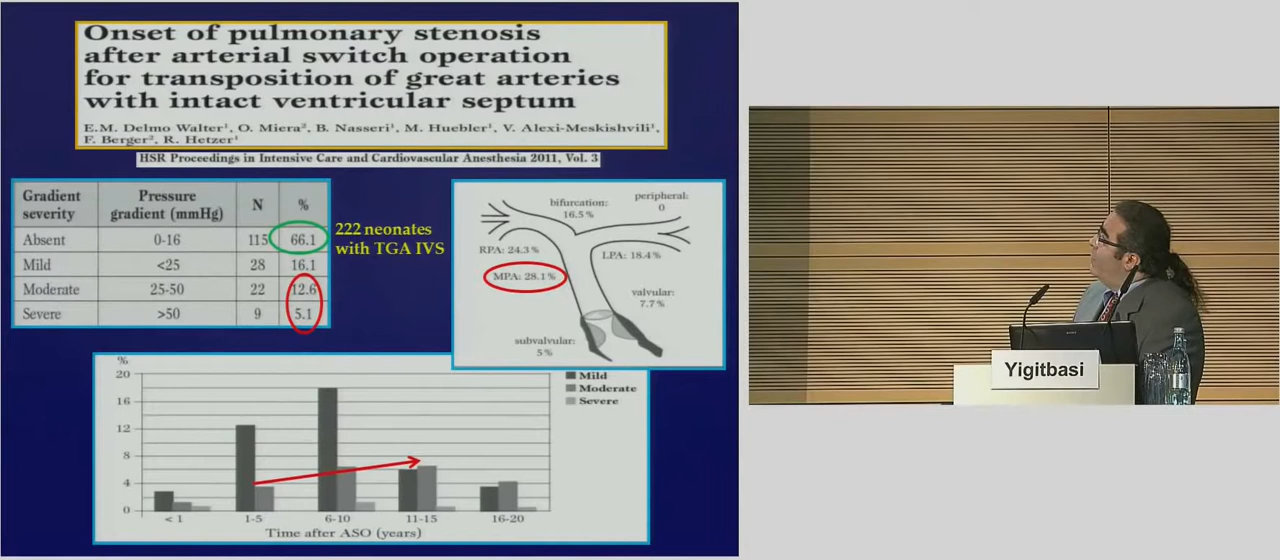 Onset of pulmonary stenosis
after arterial switch operation
for transposition of great arteries
with intact ventricular septum
E.M. Delmo Walter¹, O. Miera², B. Nasseri¹, M. Huebler¹, V. Alexi-Meskishvili¹,
F. Berger², R. Hetzer¹
HSR Proceedings in Intensive Care and Cardiovascular Anesthesia 2011, Vol. 3
Gradient severity Pressure gradient (mmHg) N %
Absent 0-16 115 66.1
Mild <25 28 16.1
Moderate 25-50 22 12.6
Severe >50 9 5.1
222 neonates
with TGA IVS
bifurcation:
16.5 %
peripheral:
0
RPA: 24.3 %
LPA: 18.4 %
MPA: 28.1 %
valvular:
7.7 %
subvalvular:
5 %
%
20
16
12
8
4
0
< 1 1-5 6-10 11-15 16-20
Time after ASO (years)
Mild
Moderate
Severe
Yigitbasi